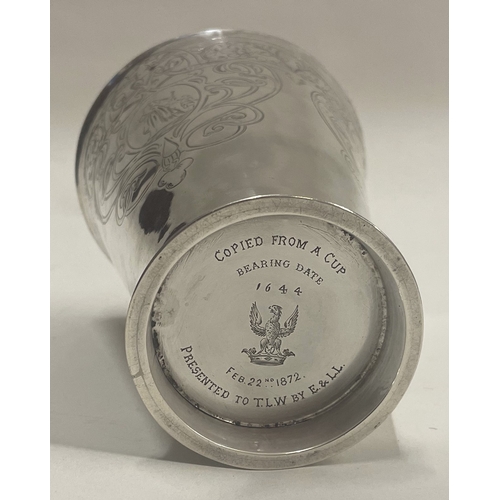 COPIED FROM A CUP
BEARING DATE
1644
FEB. 22ND 1872.
PRESENTED TO T.L.W BY E. & L.L.